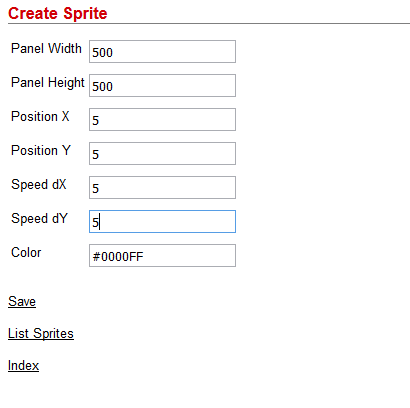 Create Sprite
Panel Width 500
Panel Height 500
Position X 5
Position Y 5
Speed dX 5
Speed dY 5
Color #0000FF
Save
List Sprites
Index